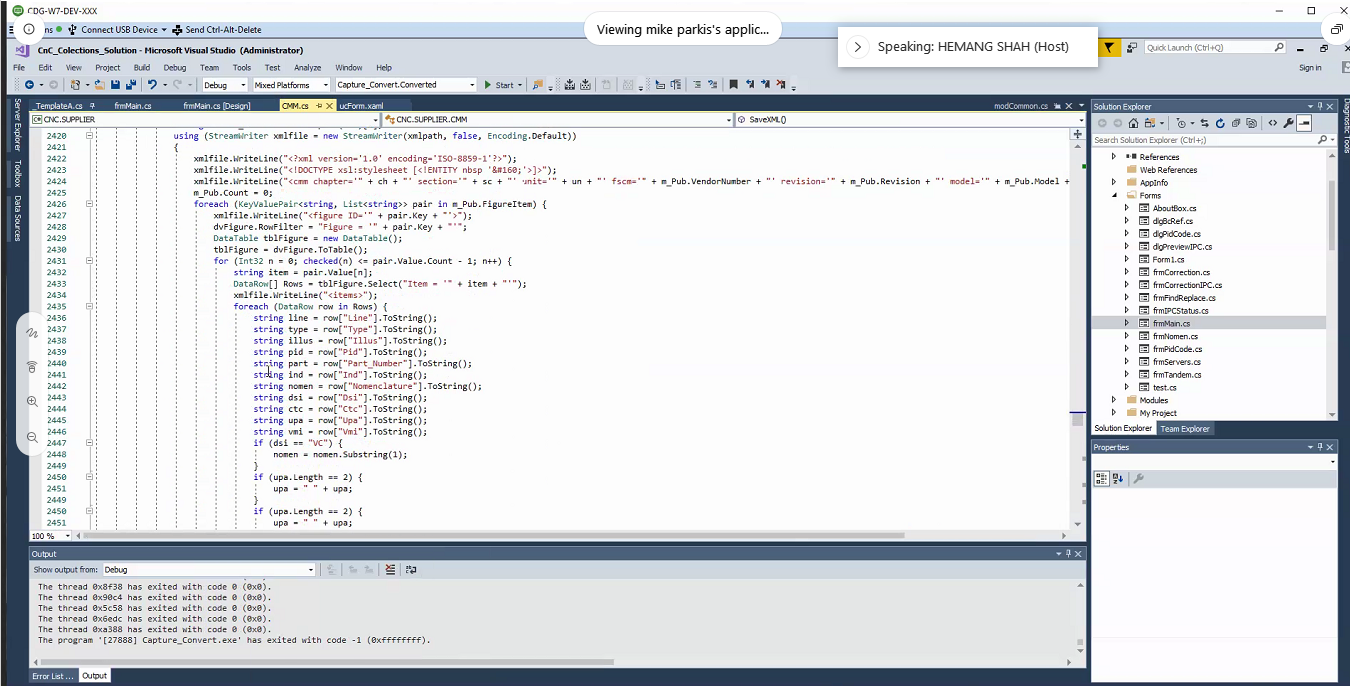 CDG-W7-DEV-XXX
Connect USB Device
Send Ctrl-Alt-Delete
Viewing mike parkis's applic...
Speaking: HEMANG SHAH (Host)
CnC_Colections_Solution - Microsoft Visual Studio (Administrator)
Quick Launch (Ctrl+Q)
File Edit View Project Build Debug Team Tools Test Analyze Window Help
Sign in
Debug Mixed Platforms Capture_Convert.Converted Start
_TemplateA.cs frmMain.cs frmMain.cs [Design] CMM.cs ucForm.xaml modCommon.cs
CNC.SUPPLIER CNC.SUPPLIER.CMM SaveXML()
2420 using (StreamWriter xmlfile = new StreamWriter(xmlpath, false, Encoding.Default))
2421 {
2422 xmlfile.WriteLine("<?xml version='1.0' encoding='ISO-8859-1'?>");
2423 xmlfile.WriteLine("<!DOCTYPE xsl:stylesheet [<!ENTITY nbsp '&#160;'>]>");
2424 xmlfile.WriteLine("<cmm chapter='" + ch + "' section='" + sc + "' unit='" + un + "' fscm='" + m_Pub.VendorNumber + "' revision='" + m_Pub.Revision + "' model='" + m_Pub.Model +
2425 m_Pub.Count = 0;
2426 foreach (KeyValuePair<string, List<string>> pair in m_Pub.FigureItem) {
2427 xmlfile.WriteLine("<figure ID='" + pair.Key + "'>");
2428 dvFigure.RowFilter = "Figure = '" + pair.Key + "'";
2429 DataTable tblFigure = new DataTable();
2430 tblFigure = dvFigure.ToTable();
2431 for (Int32 n = 0; checked(n) <= pair.Value.Count - 1; n++) {
2432 string item = pair.Value[n];
2433 DataRow[] Rows = tblFigure.Select("Item = '" + item + "'");
2434 xmlfile.WriteLine("<items>");
2435 foreach (DataRow row in Rows) {
2436 string line = row["Line"].ToString();
2437 string type = row["Type"].ToString();
2438 string illus = row["Illus"].ToString();
2439 string pid = row["Pid"].ToString();
2440 string part = row["Part_Number"].ToString();
2441 string ind = row["Ind"].ToString();
2442 string nomen = row["Nomenclature"].ToString();
2443 string dsi = row["Dsi"].ToString();
2444 string ctc = row["Ctc"].ToString();
2445 string upa = row["Upa"].ToString();
2446 string vmi = row["Vmi"].ToString();
2447 if (dsi == "VC") {
2448 nomen = nomen.Substring(1);
2449 }
2450 if (upa.Length == 2) {
2451 upa = " " + upa;
2449 }
2450 if (upa.Length == 2) {
2451 upa = " " + upa;
100 %
Server Explorer
Toolbox
Data Sources
Output
Show output from: Debug
The thread 0x8f38 has exited with code 0 (0x0).
The thread 0x90c4 has exited with code 0 (0x0).
The thread 0x5c58 has exited with code 0 (0x0).
The thread 0x6edc has exited with code 0 (0x0).
The thread 0xa388 has exited with code 0 (0x0).
The program '[27888] Capture_Convert.exe' has exited with code -1 (0xffffffff).
Error List ... Output
Solution Explorer
Search Solution Explorer (Ctrl+;)
References
Web References
AppInfo
Forms
AboutBox.cs
dlgBcRef.cs
dlgPidCode.cs
dlgPreviewIPC.cs
Form1.cs
frmCorrection.cs
frmCorrectionIPC.cs
frmFindReplace.cs
frmIPCStatus.cs
frmMain.cs
frmNomen.cs
frmPidCode.cs
frmServers.cs
frmTandem.cs
test.cs
Modules
My Project
Solution Explorer Team Explorer
Properties
Diagnostic Tools